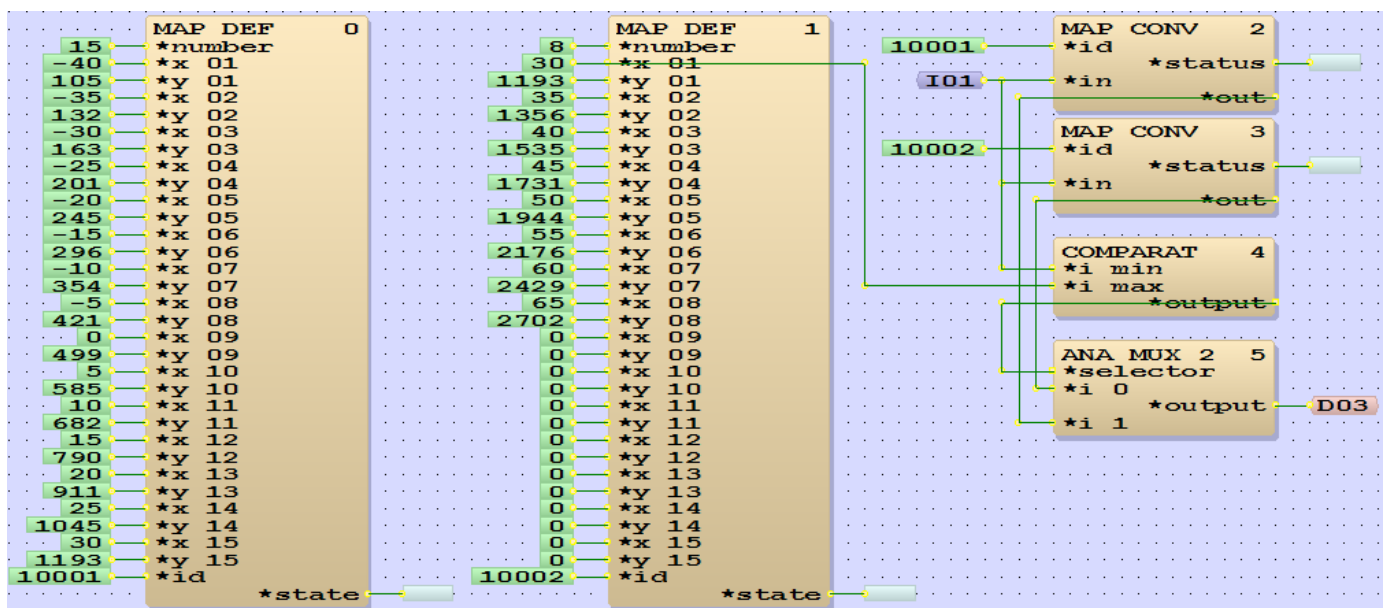 MAP DEF 0
15 *number
-40 *x 01
105 *y 01
-35 *x 02
132 *y 02
-30 *x 03
163 *y 03
-25 *x 04
201 *y 04
-20 *x 05
245 *y 05
-15 *x 06
296 *y 06
-10 *x 07
354 *y 07
-5 *x 08
421 *y 08
0 *x 09
499 *y 09
5 *x 10
585 *y 10
10 *x 11
682 *y 11
15 *x 12
790 *y 12
20 *x 13
911 *y 13
25 *x 14
1045 *y 14
30 *x 15
1193 *y 15
10001 *id
*state
MAP DEF 1
8 *number
30 *x 01
1193 *y 01
35 *x 02
1356 *y 02
40 *x 03
1535 *y 03
45 *x 04
1731 *y 04
50 *x 05
1944 *y 05
55 *x 06
2176 *y 06
60 *x 07
2429 *y 07
65 *x 08
2702 *y 08
0 *x 09
0 *y 09
0 *x 10
0 *y 10
0 *x 11
0 *y 11
0 *x 12
0 *y 12
0 *x 13
0 *y 13
0 *x 14
0 *y 14
0 *x 15
0 *y 15
10002 *id
*state
MAP CONV 2
10001 *id
*status
I01 *in
*out
MAP CONV 3
10002 *id
*status
*in
*out
COMPARAT 4
*i min
*i max
*output
ANA MUX 2 5
*selector
*i 0
*output D03
*i 1